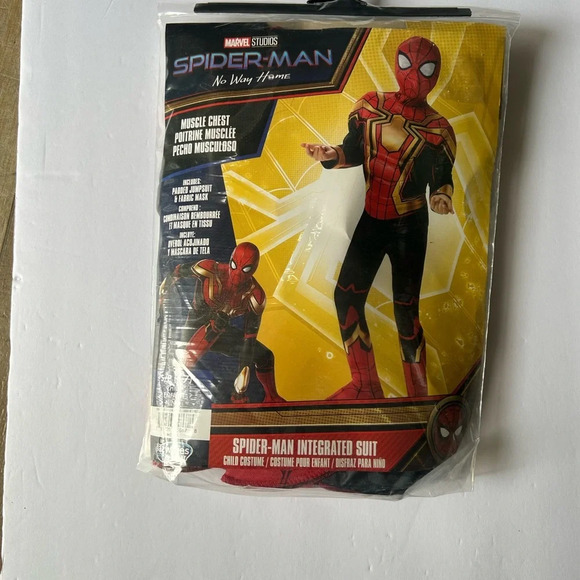 MARVEL STUDIOS
SPIDER-MAN
No Way Home
MUSCLE CHEST
POITRINE MUSCLÉE
PECHO MUSCULOSO
INCLUDES:
PADDED JUMPSUIT
& FABRIC MASK
COMPREND :
COMBINAISON REMBOURRÉE
ET MASQUE EN TISSU
INCLUYE:
OVEROL ACOJINADO
Y MÁSCARA DE TELA
SPIDER-MAN INTEGRATED SUIT
CHILD COSTUME / COSTUME POUR ENFANT / DISFRAZ PARA NIÑO